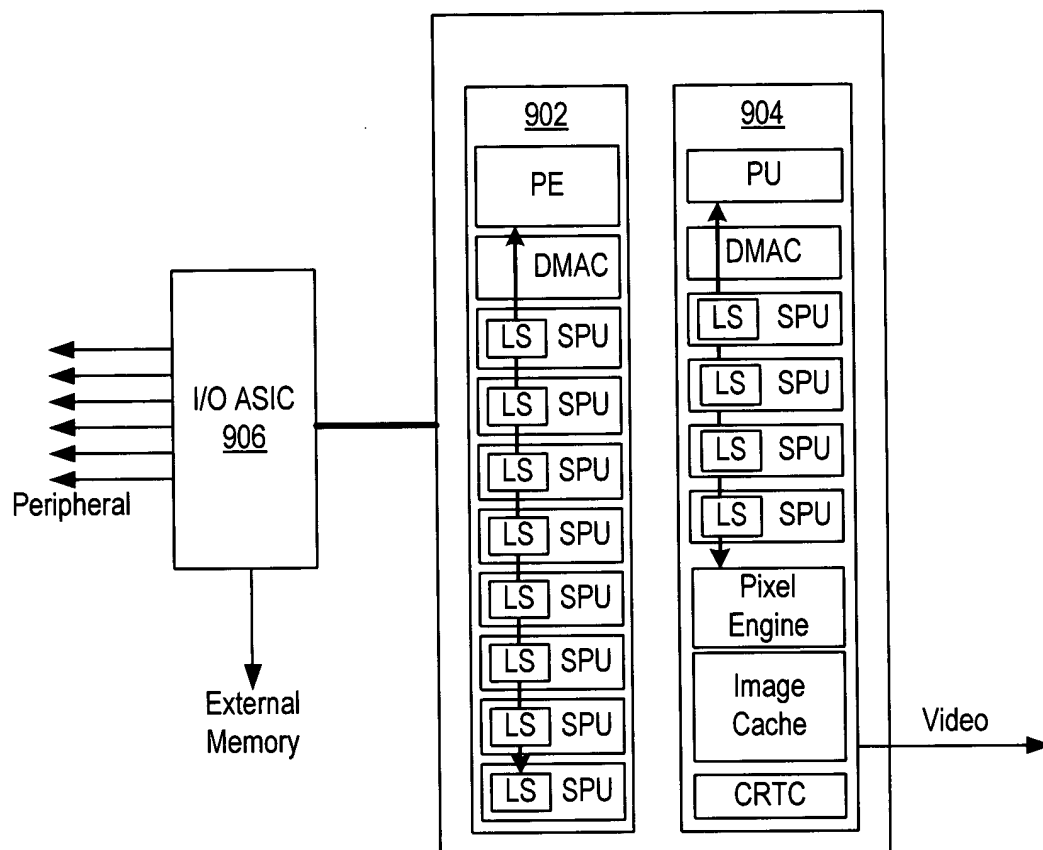 902
PE
DMAC
LS SPU
LS SPU
LS SPU
LS SPU
LS SPU
LS SPU
LS SPU
LS SPU
904
PU
DMAC
LS SPU
LS SPU
LS SPU
LS SPU
Pixel
Engine
Image
Cache
CRTC
I/O ASIC
906
Peripheral
External
Memory
Video